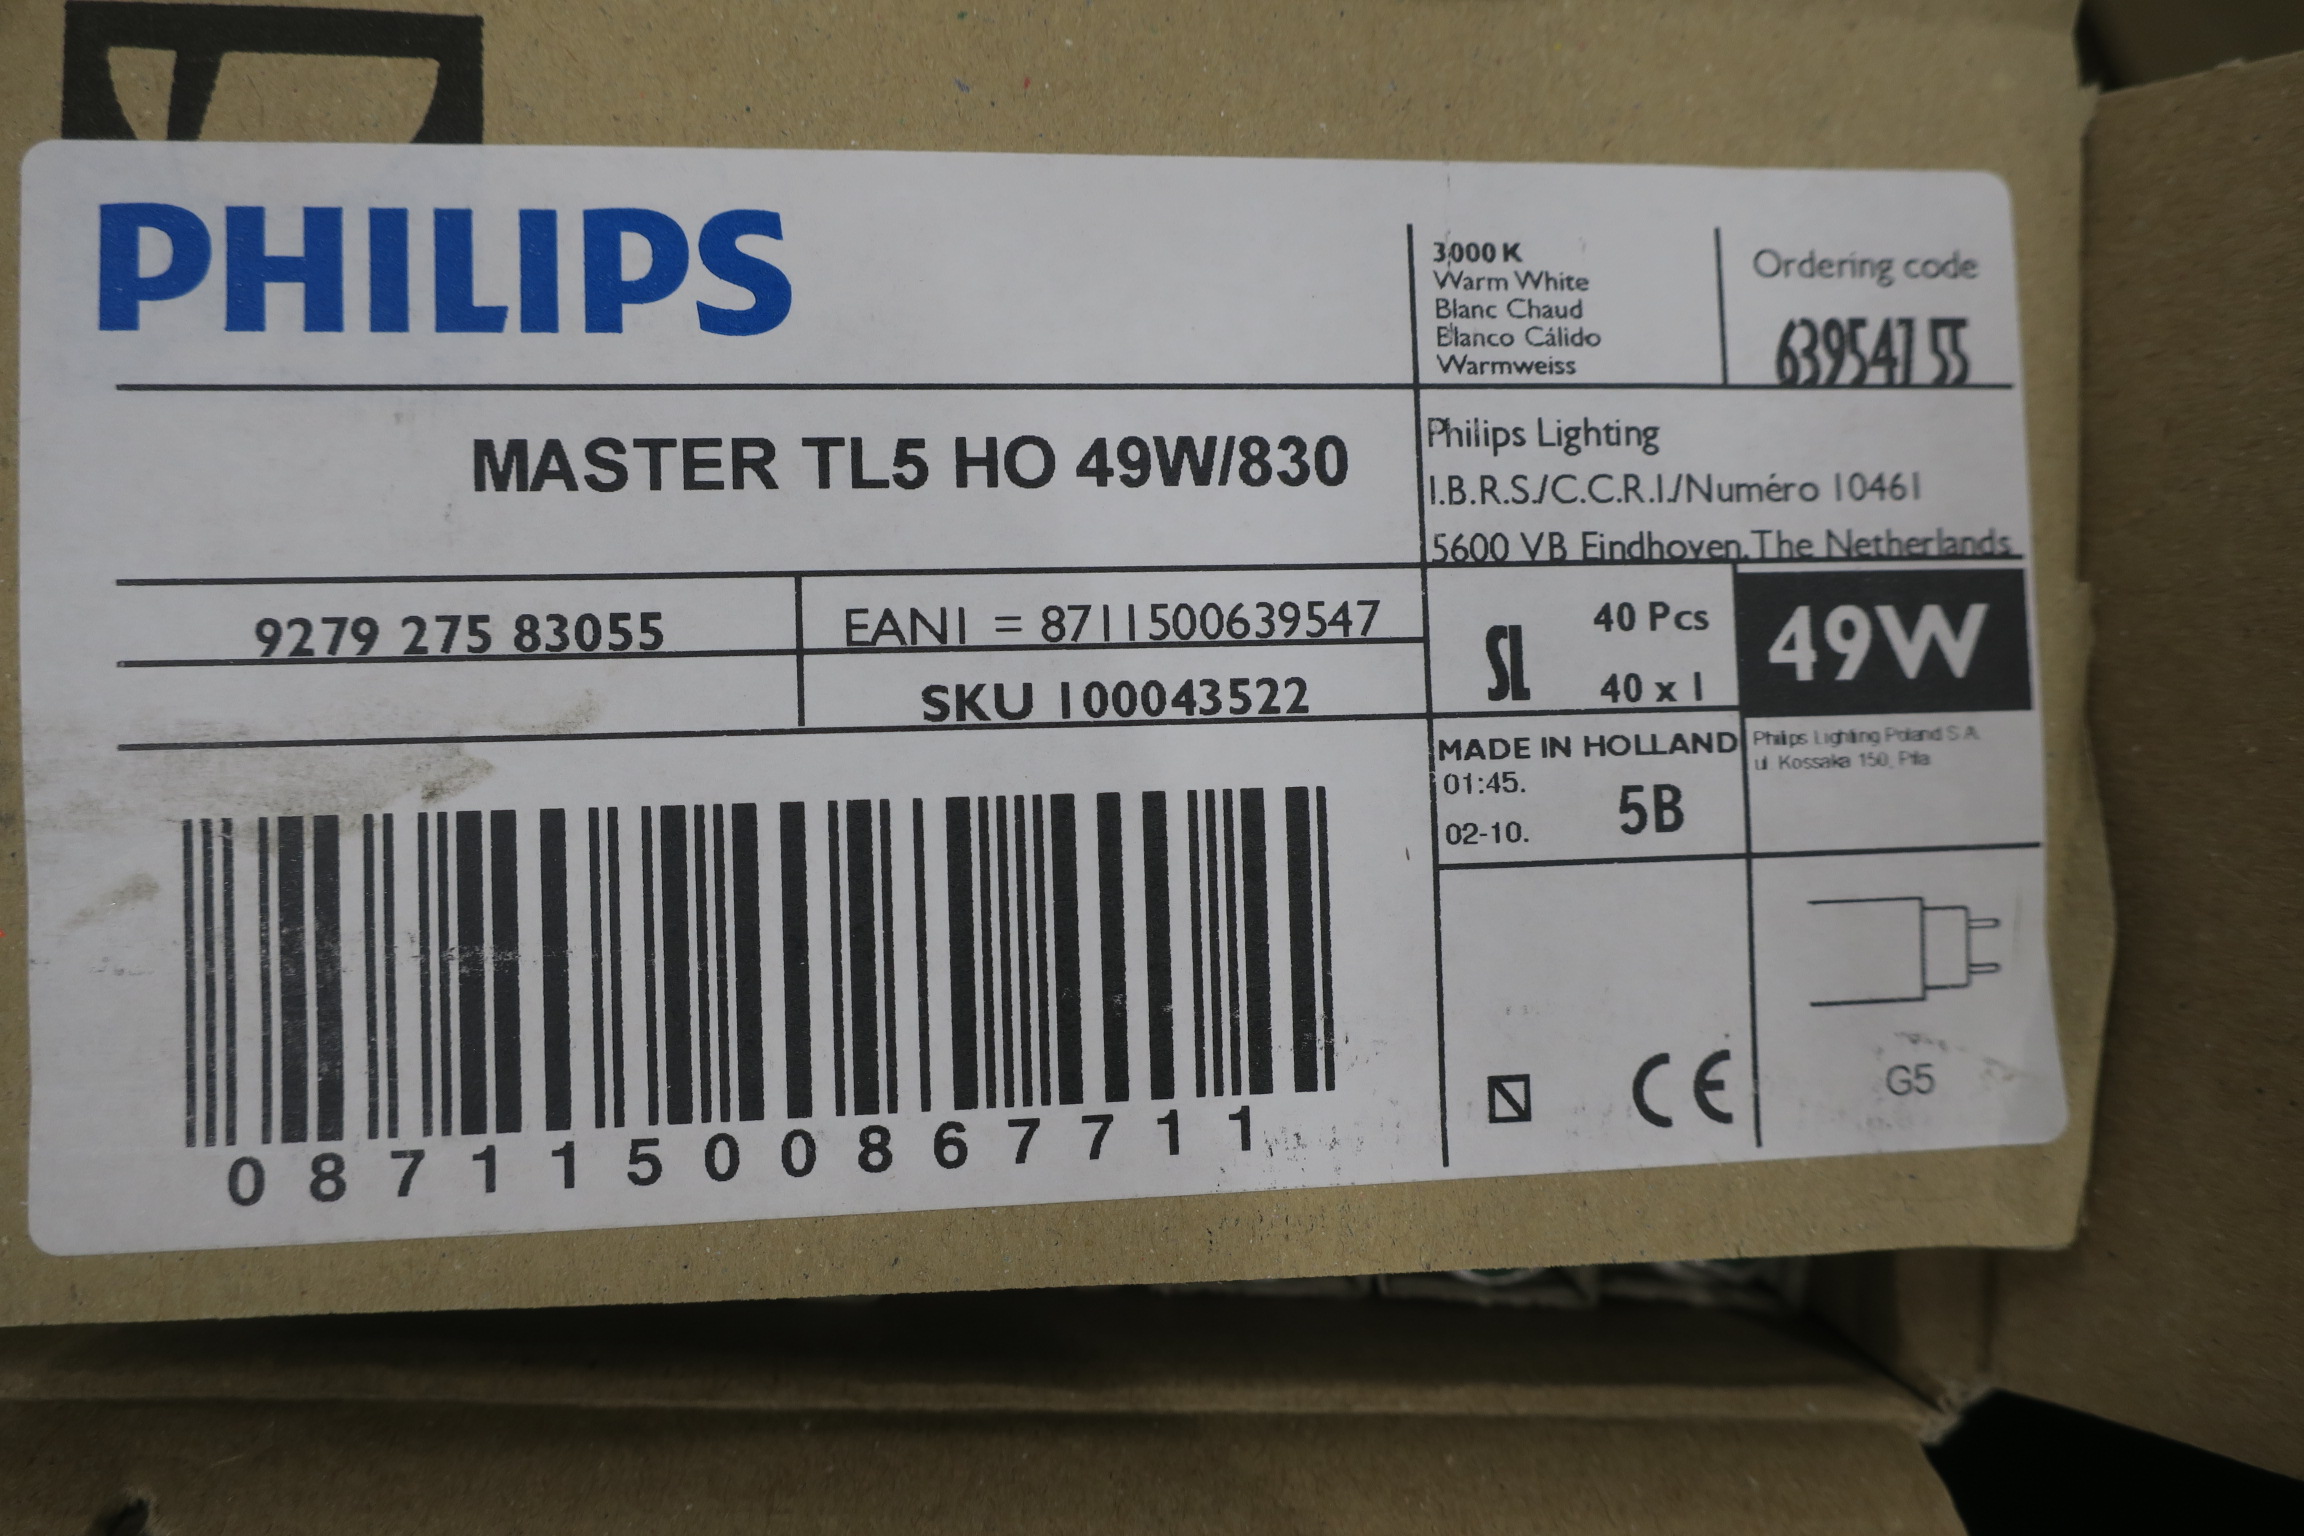 PHILIPS
3000 K
Warm White
Blanc Chaud
Blanco Cálido
Warmweiss
Ordering code
639547 55
MASTER TL5 HO 49W/830
Philips Lighting
I.B.R.S./C.C.R.I./Numéro 10461
5600 VB Eindhoven,The Netherlands
9279 275 83055
EAN1 = 8711500639547
SKU 100043522
SL
40 Pcs
40 x 1
49W
MADE IN HOLLAND
01:45.
02-10.
5B
Philips Lighting Poland S.A.
ul. Kossaka 150, Piła
08711500867711
CE
G5